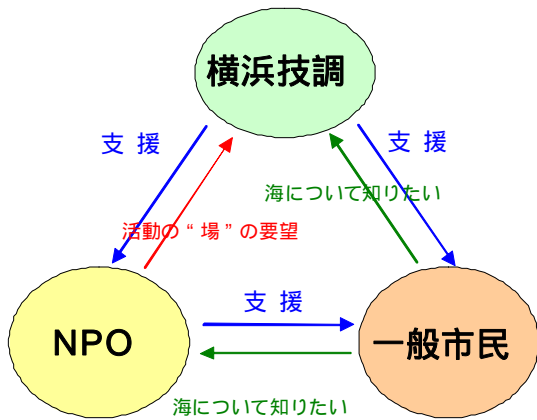 横浜技調
支 援
支 援
海について知りたい
活動の“場”の要望
支 援
NPO
一般市民
海について知りたい